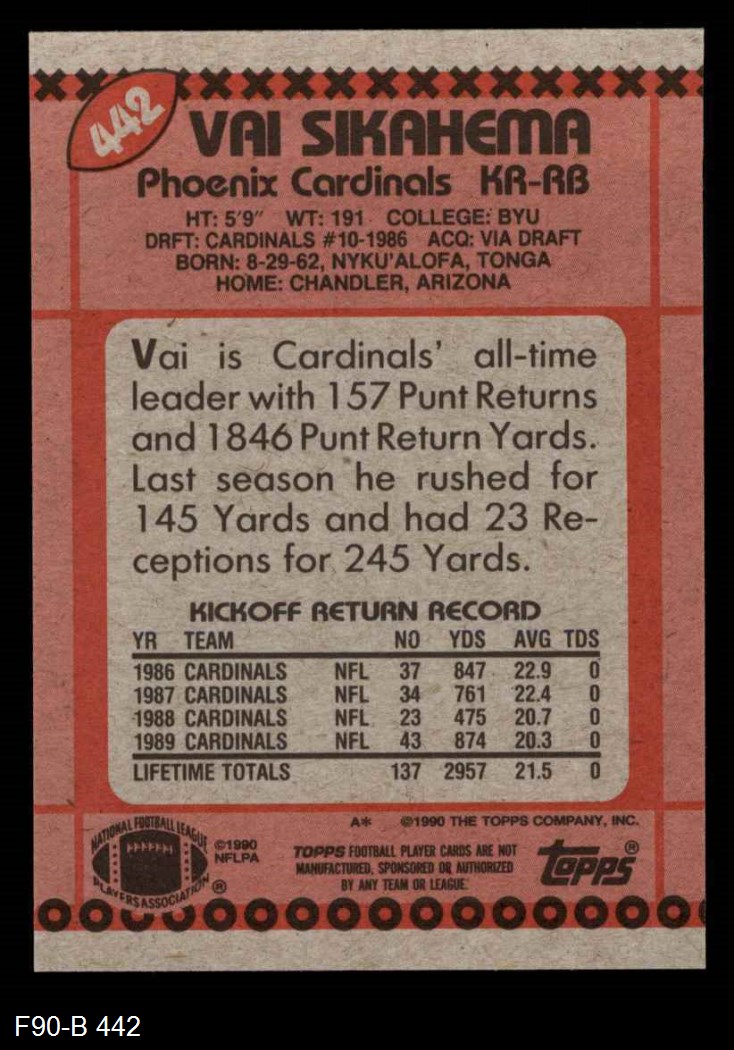 442
VAI SIKAHEMA
Phoenix Cardinals KR-RB
HT: 5'9" WT: 191 COLLEGE: BYU
DRFT: CARDINALS #10-1986 ACQ: VIA DRAFT
BORN: 8-29-62, NYKU'ALOFA, TONGA
HOME: CHANDLER, ARIZONA
Vai is Cardinals' all-time
leader with 157 Punt Returns
and 1846 Punt Return Yards.
Last season he rushed for
145 Yards and had 23 Re-
ceptions for 245 Yards.
KICKOFF RETURN RECORD
YR TEAM NO YDS AVG TDS
1986 CARDINALS NFL 37 847 22.9 0
1987 CARDINALS NFL 34 761 22.4 0
1988 CARDINALS NFL 23 475 20.7 0
1989 CARDINALS NFL 43 874 20.3 0
LIFETIME TOTALS 137 2957 21.5 0
A* ©1990 THE TOPPS COMPANY, INC.
NATIONAL FOOTBALL LEAGUE
PLAYERS ASSOCIATION ®
©1990
NFLPA
TOPPS FOOTBALL PLAYER CARDS ARE NOT
MANUFACTURED, SPONSORED OR AUTHORIZED
BY ANY TEAM OR LEAGUE.
Topps®
F90-B 442